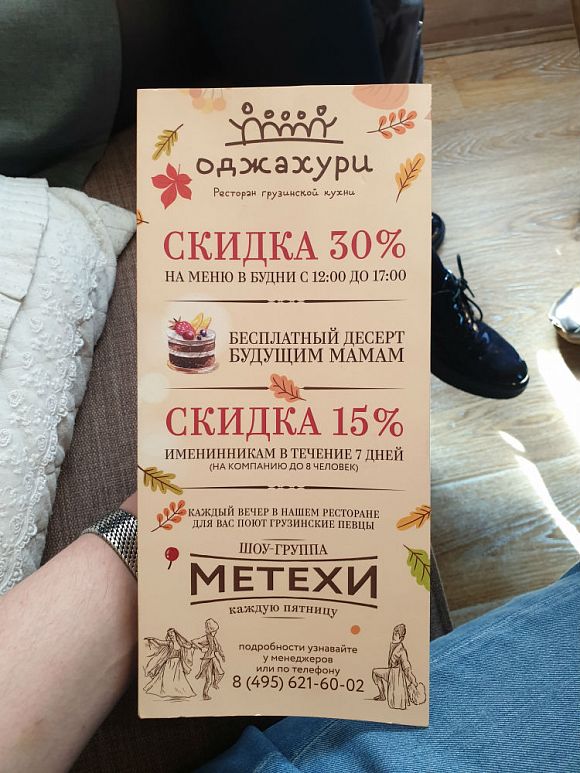 оджахури
Ресторан грузинской кухни
СКИДКА 30%
НА МЕНЮ В БУДНИ С 12:00 ДО 17:00
БЕСПЛАТНЫЙ ДЕСЕРТ
БУДУЩИМ МАМАМ
СКИДКА 15%
ИМЕНИННИКАМ В ТЕЧЕНИЕ 7 ДНЕЙ
(НА КОМПАНИЮ ДО 8 ЧЕЛОВЕК)
КАЖДЫЙ ВЕЧЕР В НАШЕМ РЕСТОРАНЕ
ДЛЯ ВАС ПОЮТ ГРУЗИНСКИЕ ПЕВЦЫ
ШОУ-ГРУППА
МЕТЕХИ
каждую пятницу
подробности узнавайте
у менеджеров
или по телефону
8 (495) 621-60-02